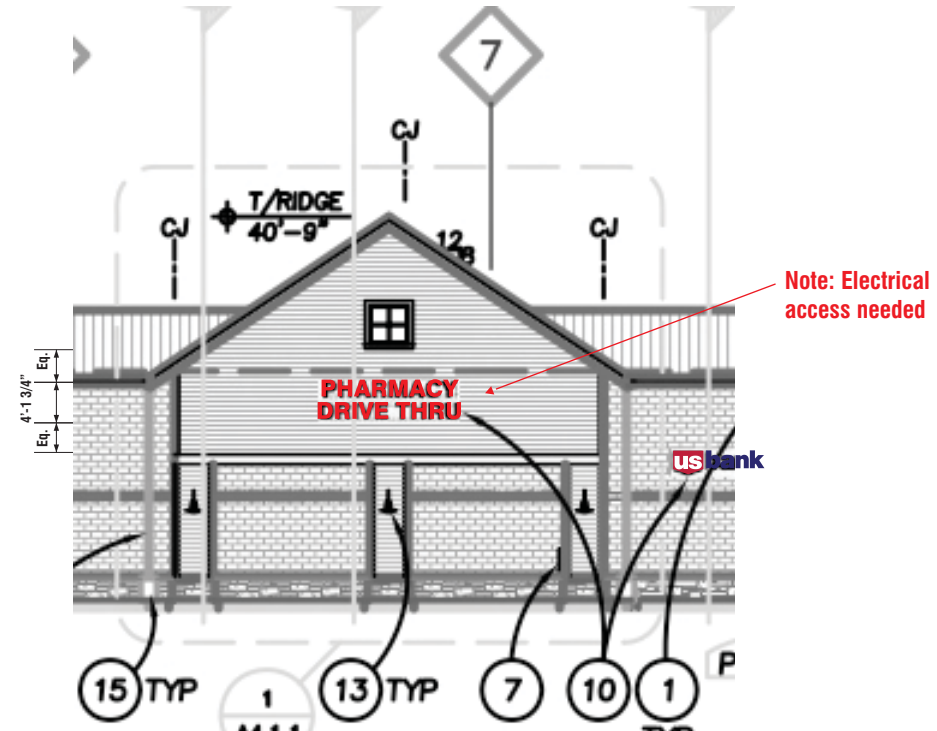 7
CJ
T/RIDGE
40'-9"
CJ
CJ
12
8
Note: Electrical
access needed
Eq.
4'-1 3/4"
Eq.
PHARMACY
DRIVE THRU
usbank
15 TYP
1
13 TYP
7
10
1
P
TYP